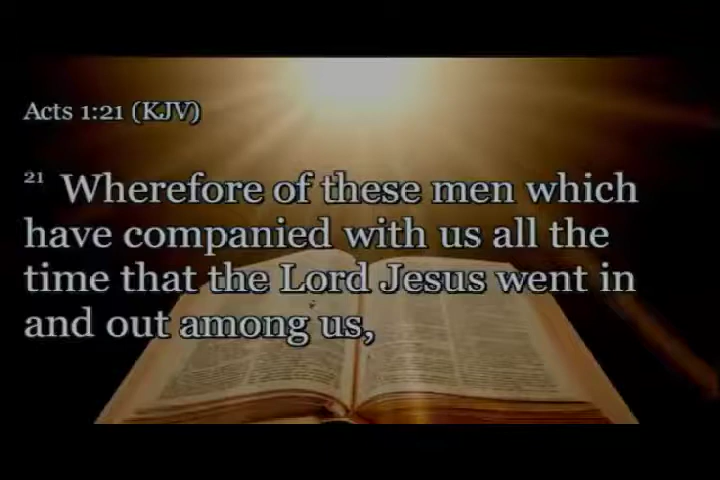 Acts 1:21 (KJV)
21 Wherefore of these men which
have companied with us all the
time that the Lord Jesus went in
and out among us,